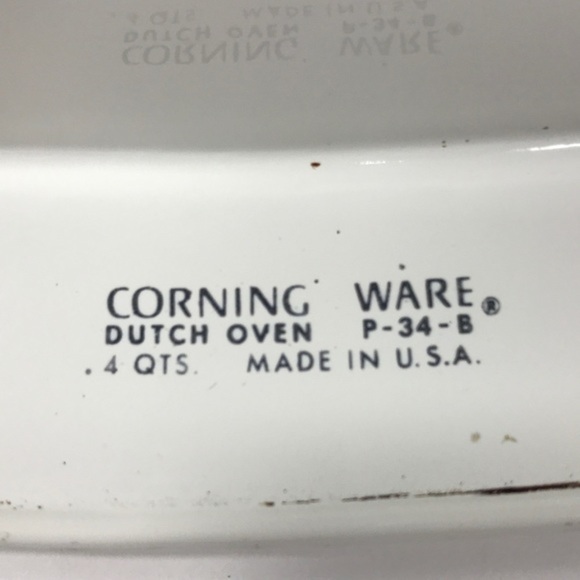 CORNING WARE®
DUTCH OVEN P-34-B
4 QTS. MADE IN U.S.A.